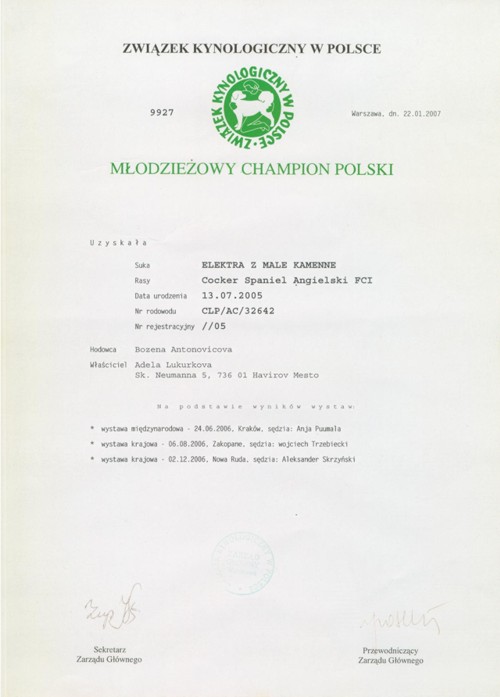 ZWIĄZEK KYNOLOGICZNY W POLSCE
ZWIĄZEK KYNOLOGICZNY W POLSCE
9927
Warszawa, dn. 22.01.2007
MŁODZIEŻOWY CHAMPION POLSKI
Uzyskała
Suka ELEKTRA Z MALE KAMENNE
Rasy Cocker Spaniel Angielski FCI
Data urodzenia 13.07.2005
Nr rodowodu CLP/AC/32642
Nr rejestracyjny //05
Hodowca Bozena Antonovicova
Właściciel Adela Lukurkova
Sk. Neumanna 5, 736 01 Havirov Mesto
Na podstawie wyników wystaw:
* wystawa międzynarodowa - 24.06.2006, Kraków, sędzia: Anja Puumala
* wystawa krajowa - 06.08.2006, Zakopane, sędzia: wojciech Trzebiecki
* wystawa krajowa - 02.12.2006, Nowa Ruda, sędzia: Aleksander Skrzyński
Sekretarz
Zarządu Głównego
Przewodniczący
Zarządu Głównego